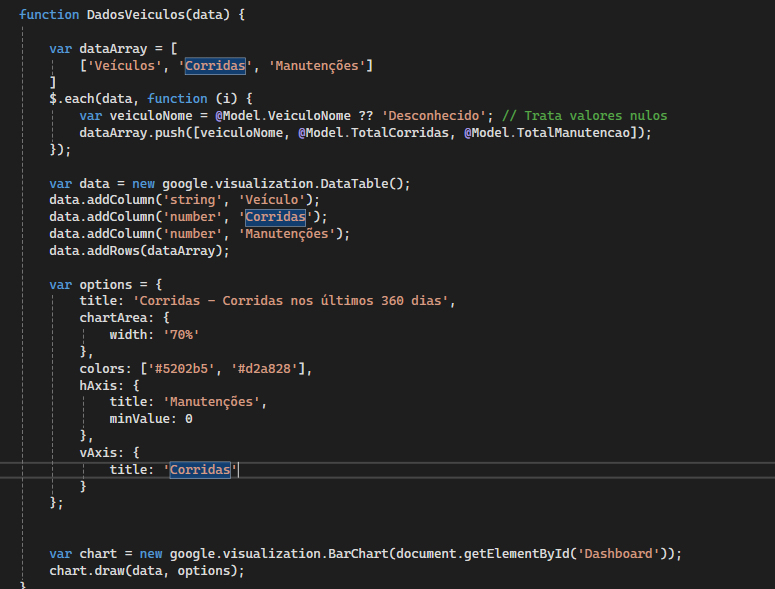 function DadosVeiculos(data) {
var dataArray = [
['Veículos', 'Corridas', 'Manutenções']
]
$.each(data, function (i) {
var veiculoNome = @Model.VeiculoNome ?? 'Desconhecido'; // Trata valores nulos
dataArray.push([veiculoNome, @Model.TotalCorridas, @Model.TotalManutencao]);
});
var data = new google.visualization.DataTable();
data.addColumn('string', 'Veículo');
data.addColumn('number', 'Corridas');
data.addColumn('number', 'Manutenções');
data.addRows(dataArray);
var options = {
title: 'Corridas - Corridas nos últimos 360 dias',
chartArea: {
width: '70%'
},
colors: ['#5202b5', '#d2a828'],
hAxis: {
title: 'Manutenções',
minValue: 0
},
vAxis: {
title: 'Corridas'
}
};
var chart = new google.visualization.BarChart(document.getElementById('Dashboard'));
chart.draw(data, options);
}